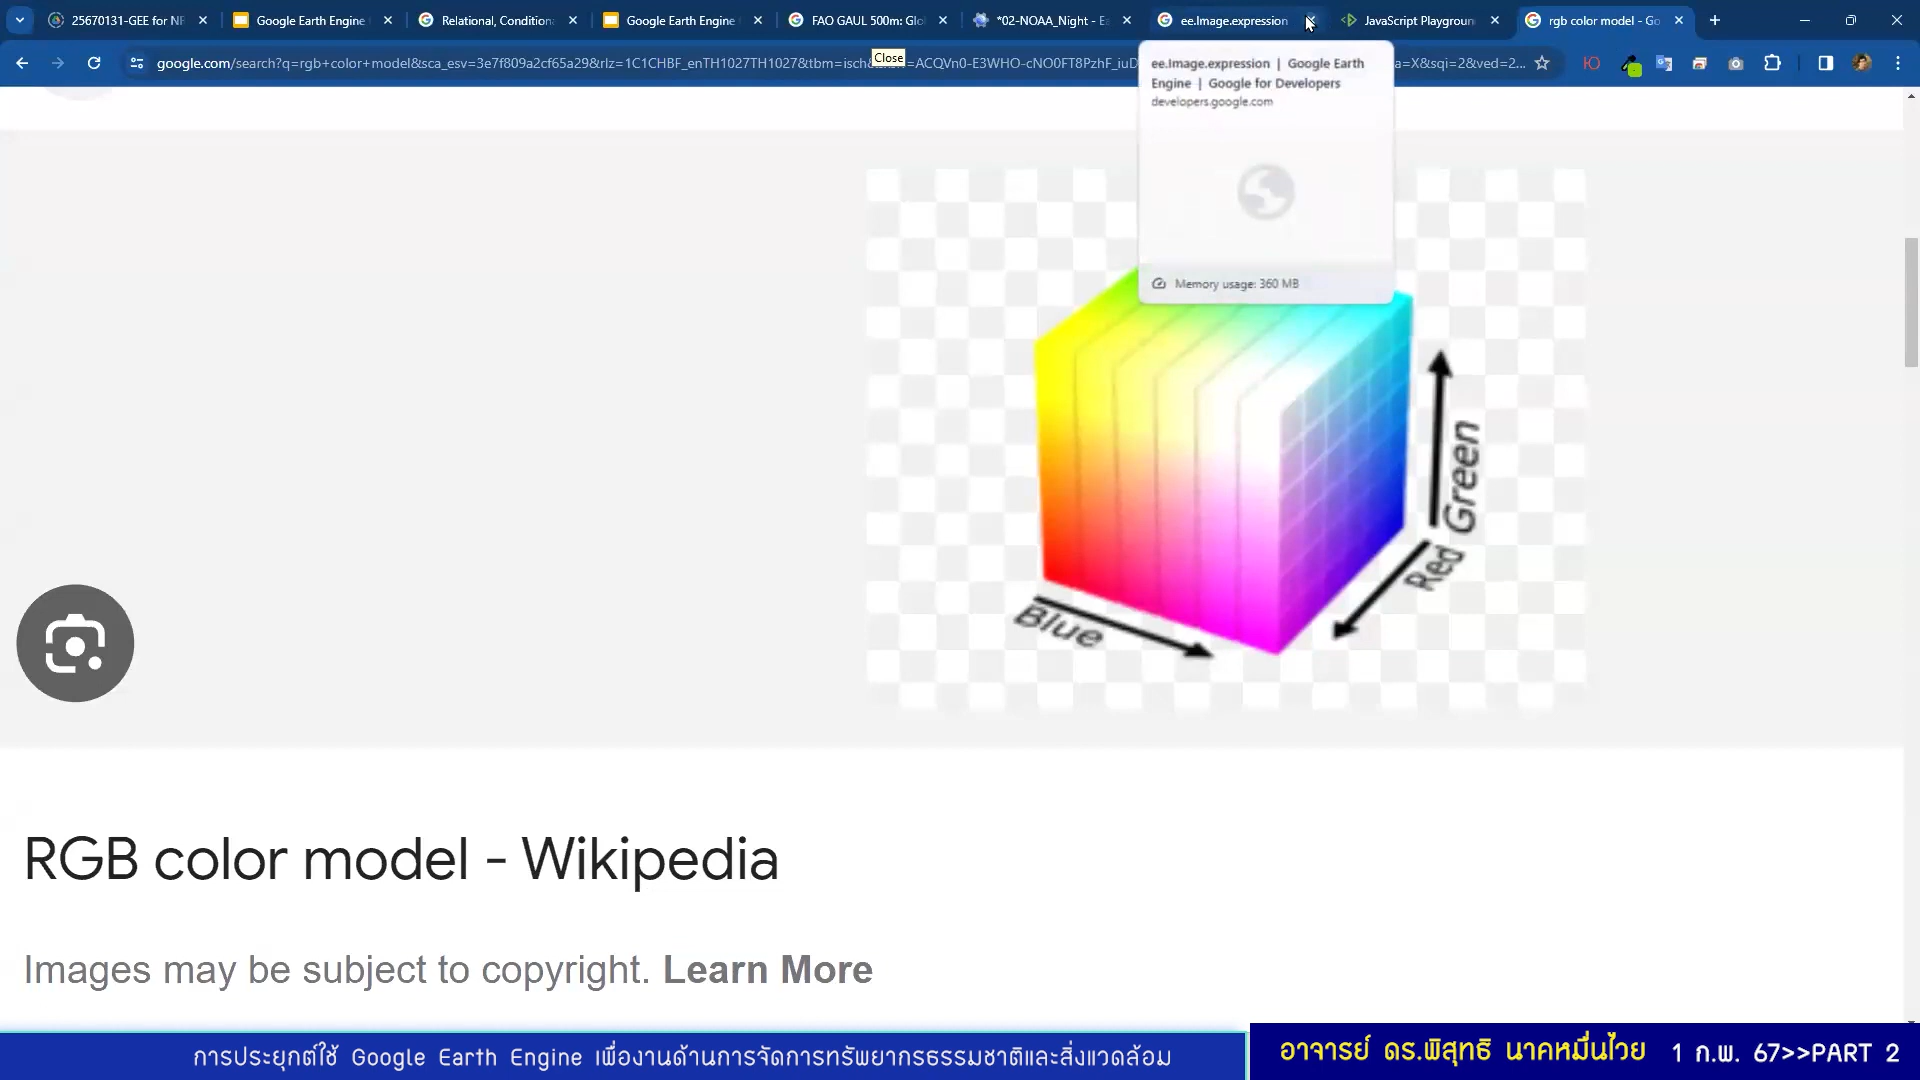 25670131-GEE for NF
Google Earth Engine
Relational, Conditiona
Google Earth Engine
FAO GAUL 500m: Glo
*02-NOAA_Night - Ea
ee.Image.expression
JavaScript Playgroun
rgb color model - Go
google.com/search?q=rgb+color+model&sca_esv=3e7f809a2cf65a29&rlz=1C1CHBF_enTH1027TH1027&tbm=isch
=ACQVn0-E3WHO-cNO0FT8PzhF_iuD
a=X&sqi=2&ved=2...
Close
ee.Image.expression | Google Earth
Engine | Google for Developers
developers.google.com
Memory usage: 360 MB
Green
Red
Blue
RGB color model - Wikipedia
Images may be subject to copyright. Learn More
การประยุกต์ใช้ Google Earth Engine เพื่องานด้านการจัดการทรัพยากรธรรมชาติและสิ่งแวดล้อม
อาจารย์ ดร.พิสุทธิ นาคหมื่นไวย 1 ก.พ. 67>>PART 2